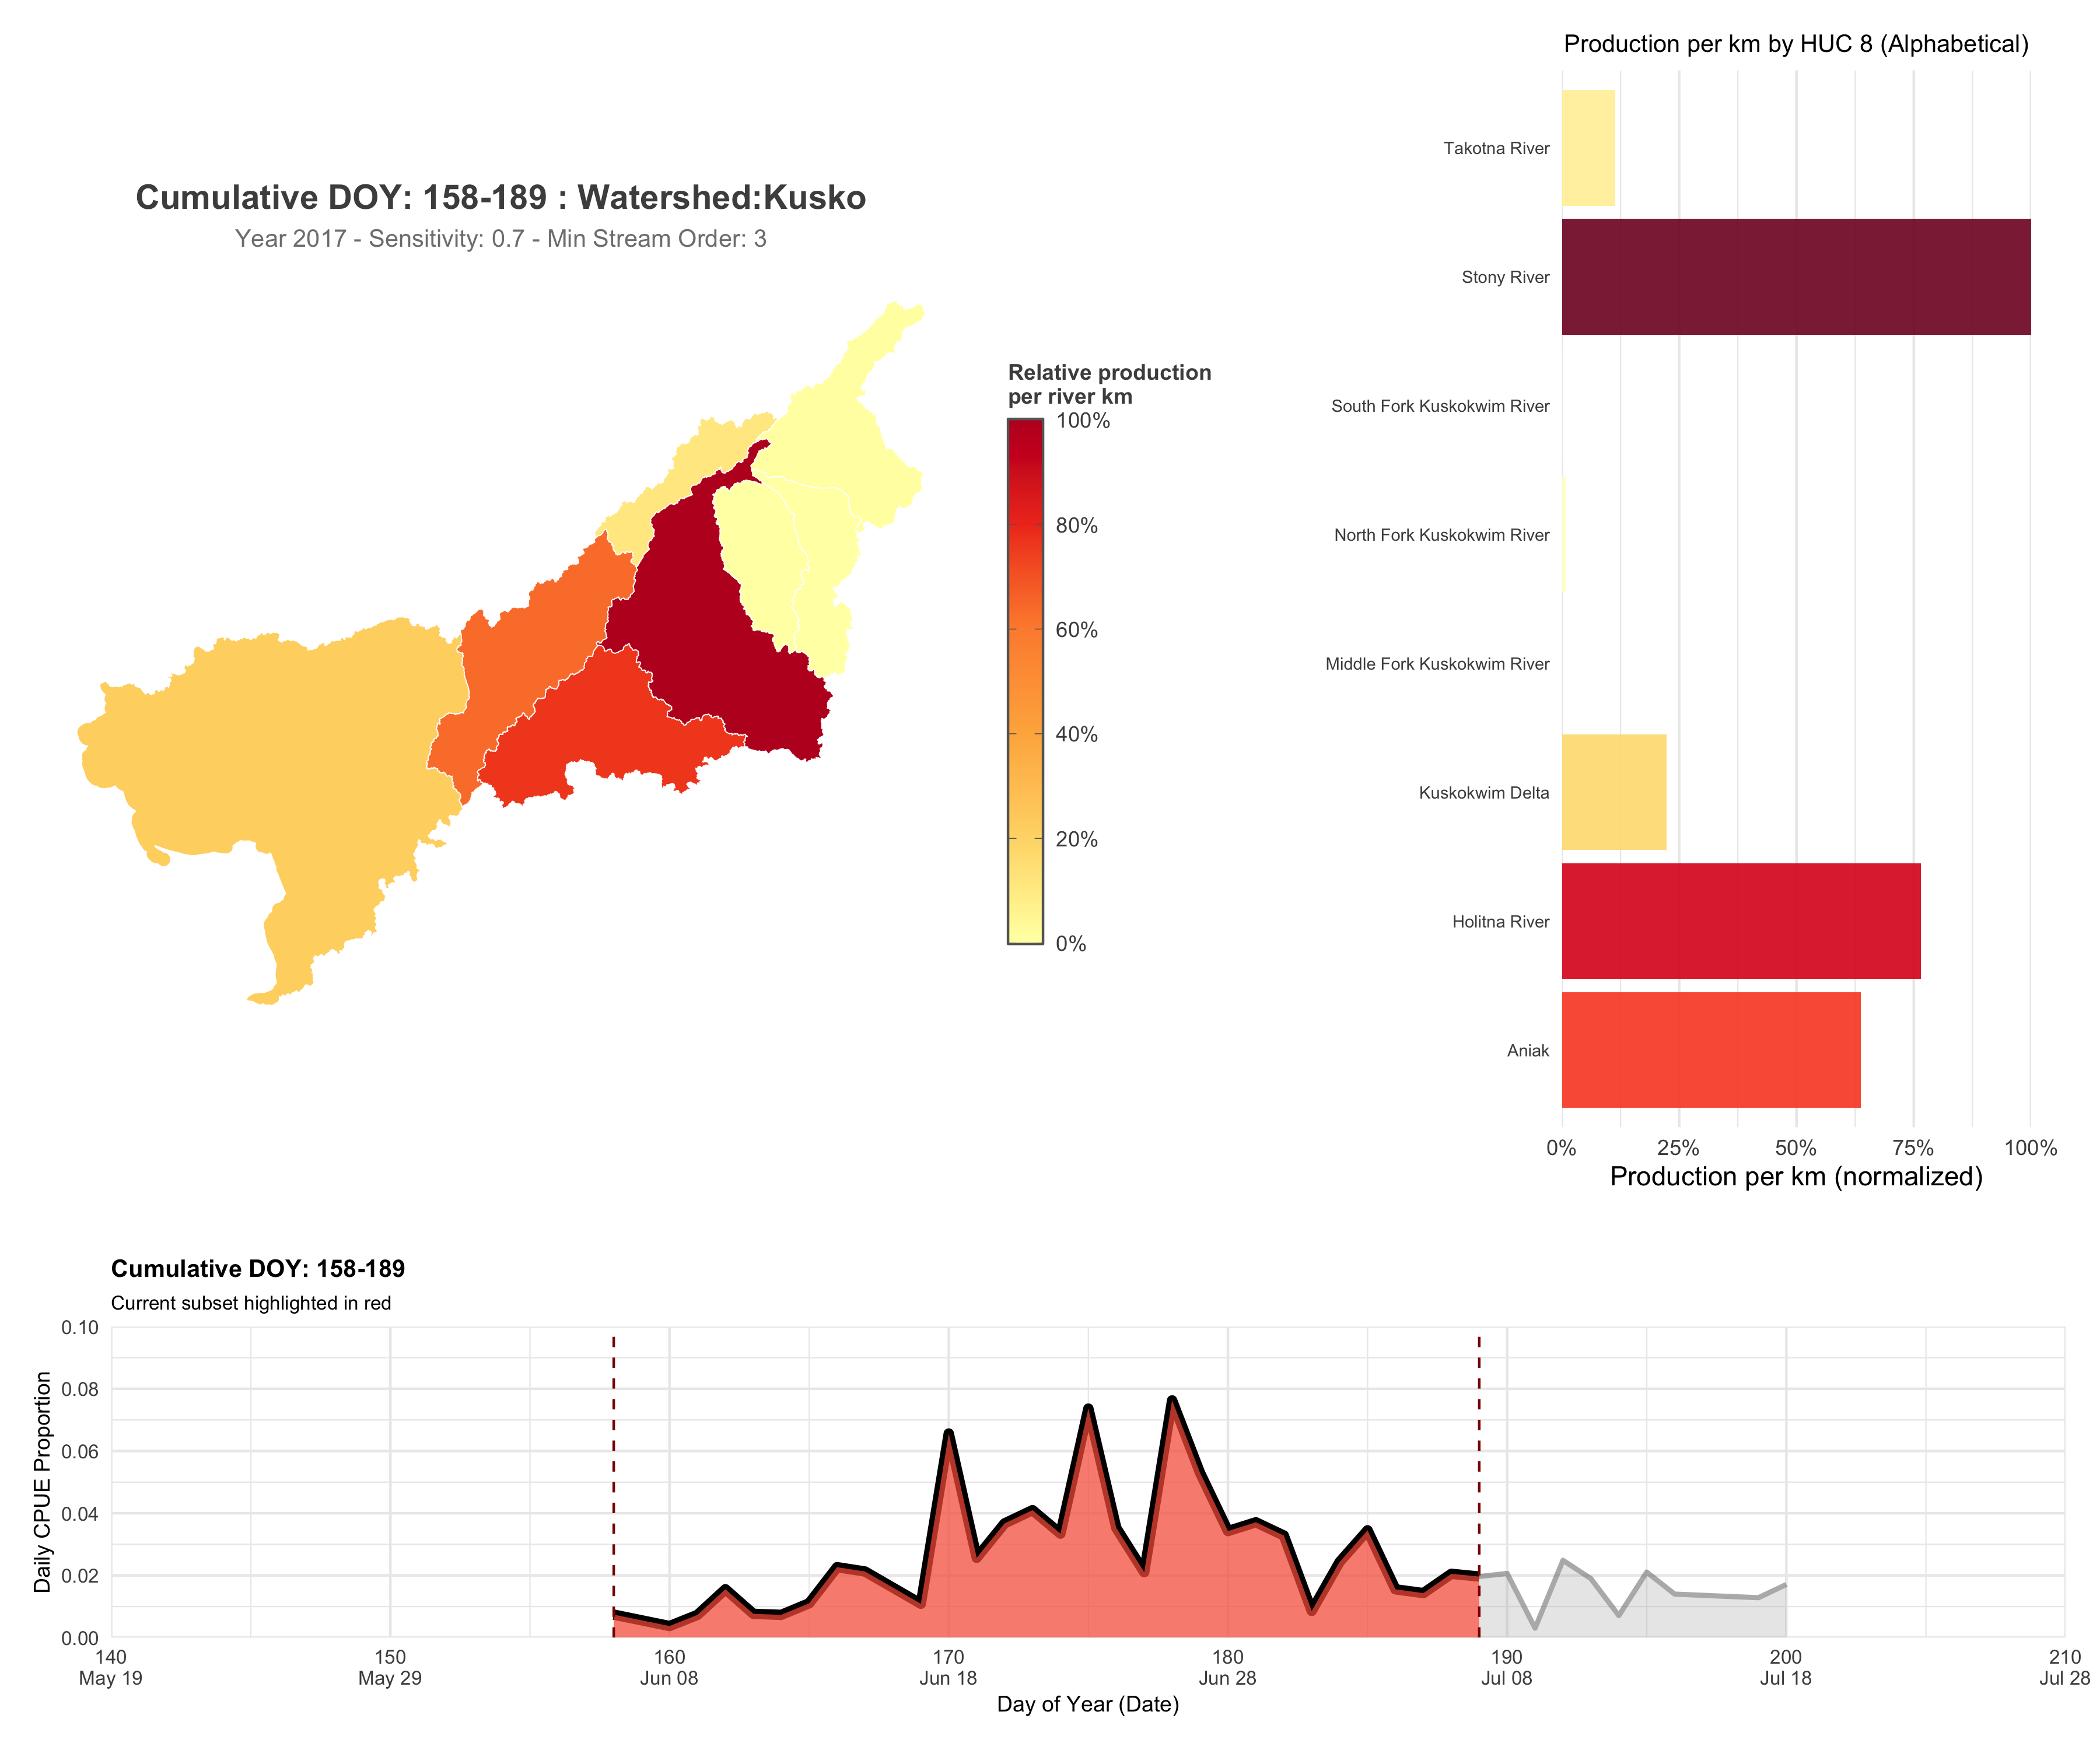 Production per km by HUC 8 (Alphabetical)
Takotna River
Stony River
South Fork Kuskokwim River
North Fork Kuskokwim River
Middle Fork Kuskokwim River
Kuskokwim Delta
Holitna River
Aniak
0% 25% 50% 75% 100%
Production per km (normalized)
Cumulative DOY: 158-189 : Watershed:Kusko
Year 2017 - Sensitivity: 0.7 - Min Stream Order: 3
Relative production
per river km
100%
80%
60%
40%
20%
0%
Cumulative DOY: 158-189
Current subset highlighted in red
Daily CPUE Proportion
0.10
0.08
0.06
0.04
0.02
0.00
140 150 160 170 180 190 200 210
May 19 May 29 Jun 08 Jun 18 Jun 28 Jul 08 Jul 18 Jul 28
Day of Year (Date)